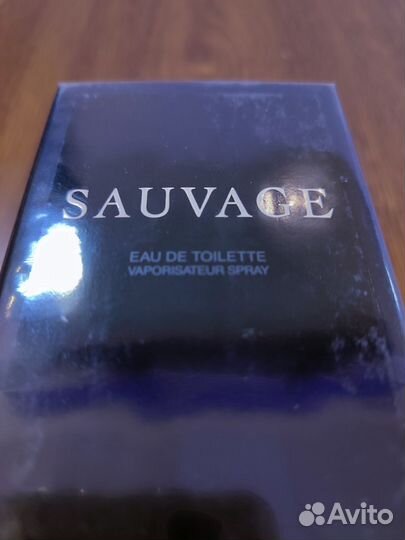 SAUVAGE
EAU DE TOILETTE
VAPORISATEUR SPRAY
Avito